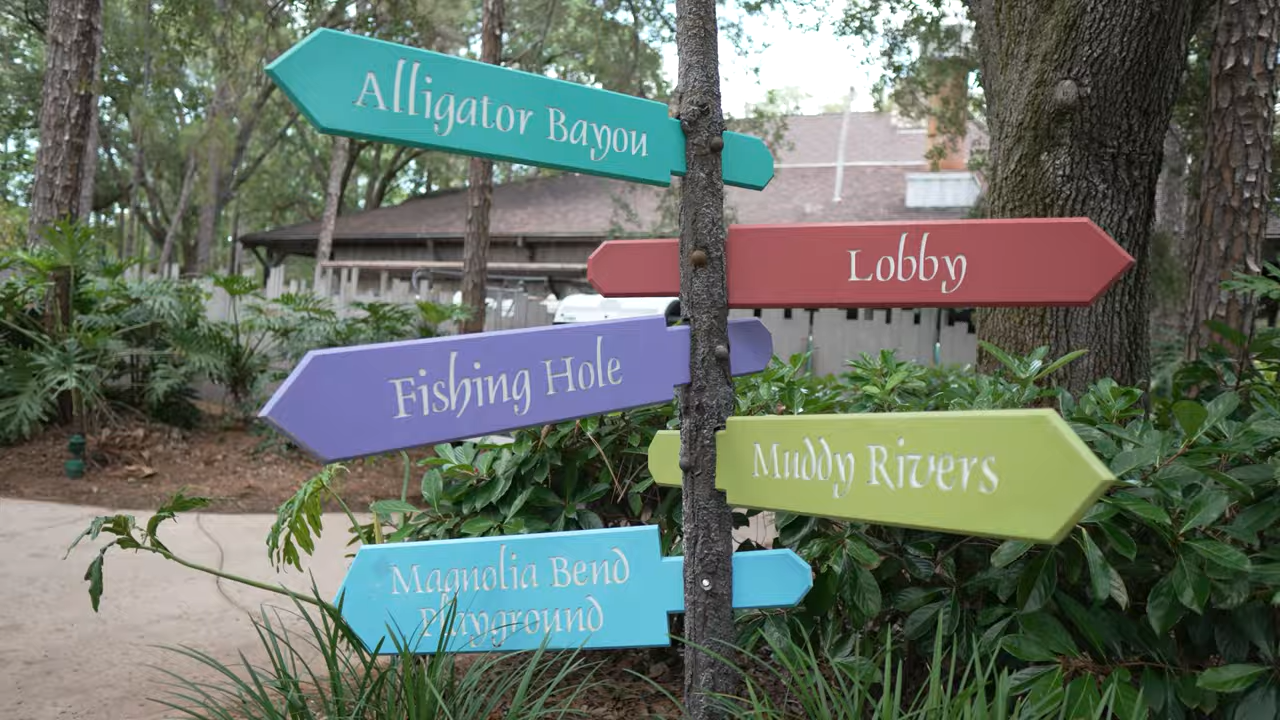 Alligator Bayou
Lobby
Fishing Hole
Muddy Rivers
Magnolia Bend
Playground